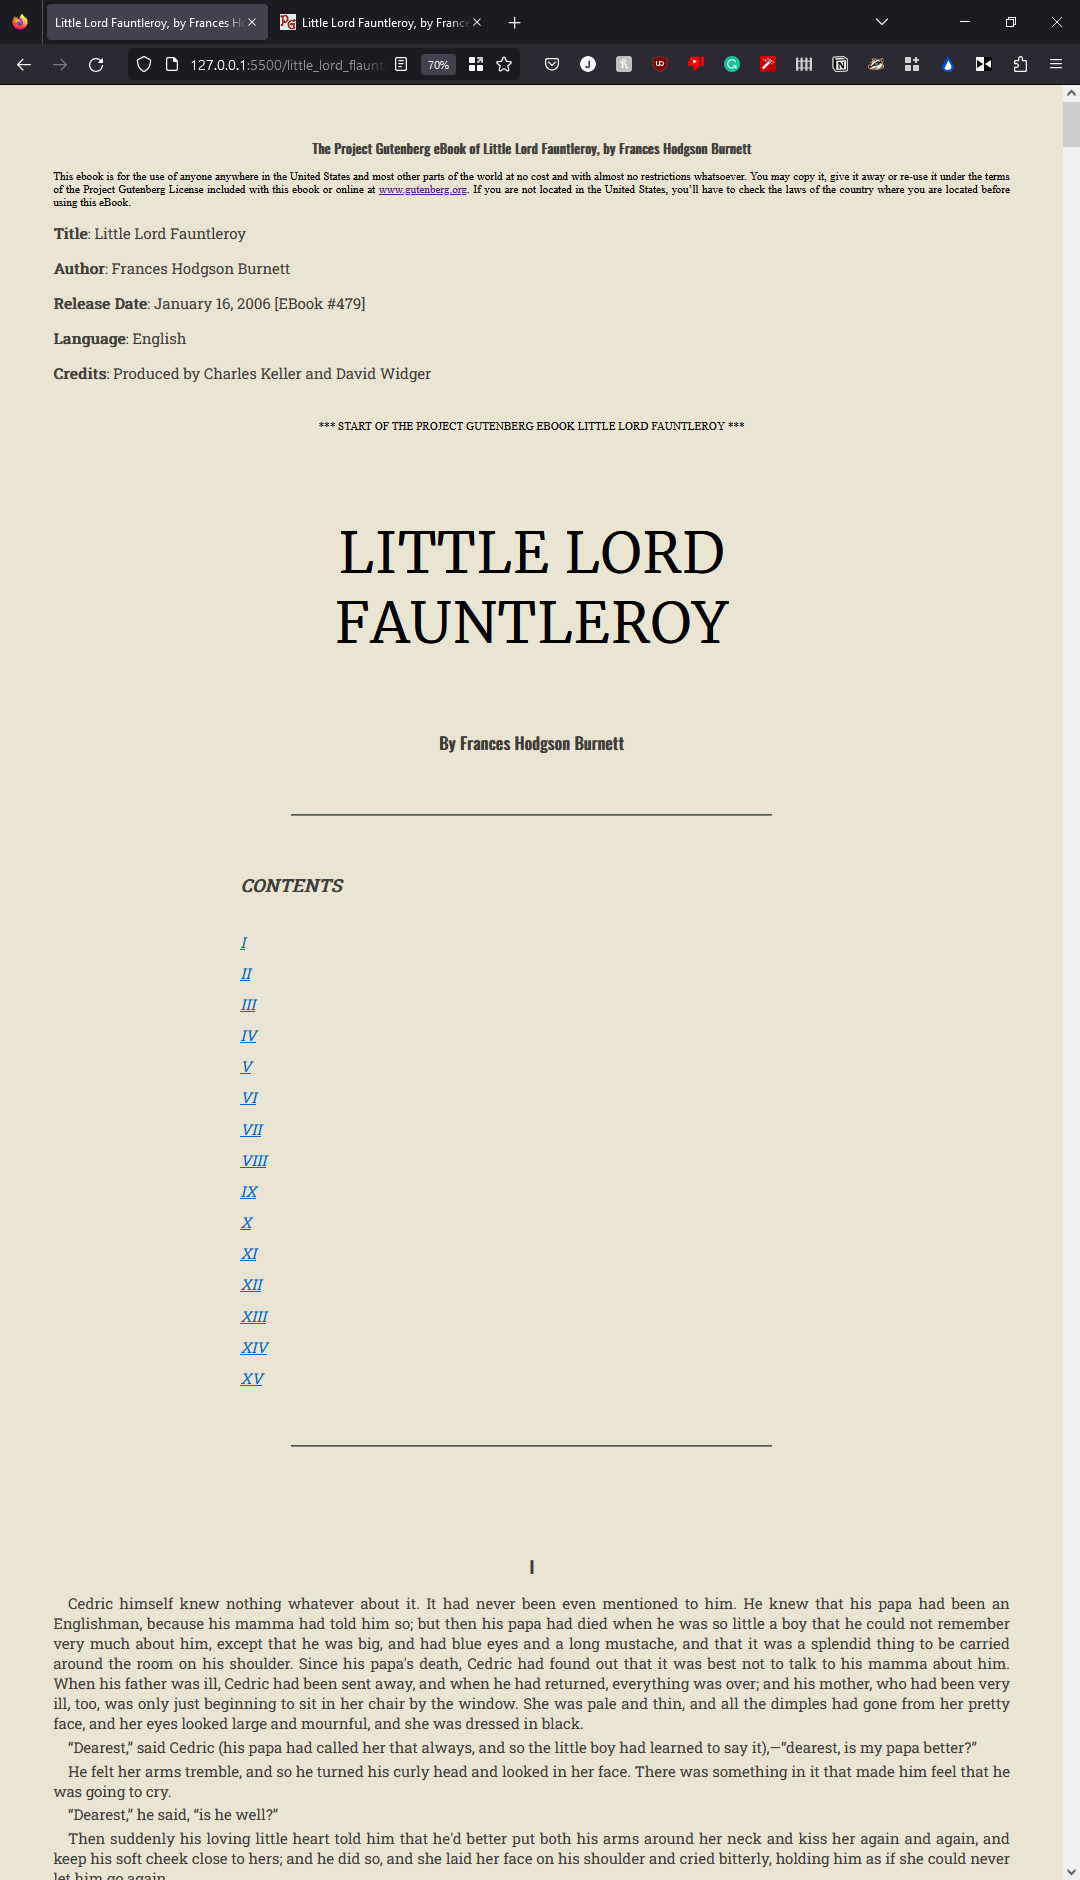 Little Lord Fauntleroy, by Frances H
Little Lord Fauntleroy, by France
127.0.0.1:5500/little_lord_flaunt
70%
The Project Gutenberg eBook of Little Lord Fauntleroy, by Frances Hodgson Burnett
This ebook is for the use of anyone anywhere in the United States and most other parts of the world at no cost and with almost no restrictions whatsoever. You may copy it, give it away or re-use it under the terms
of the Project Gutenberg License included with this ebook or online at www.gutenberg.org. If you are not located in the United States, you’ll have to check the laws of the country where you are located before
using this eBook.
Title: Little Lord Fauntleroy
Author: Frances Hodgson Burnett
Release Date: January 16, 2006 [EBook #479]
Language: English
Credits: Produced by Charles Keller and David Widger
*** START OF THE PROJECT GUTENBERG EBOOK LITTLE LORD FAUNTLEROY ***
LITTLE LORD
FAUNTLEROY
By Frances Hodgson Burnett
CONTENTS
I
II
III
IV
V
VI
VII
VIII
IX
X
XI
XII
XIII
XIV
XV
I
Cedric himself knew nothing whatever about it. It had never been even mentioned to him. He knew that his papa had been an
Englishman, because his mamma had told him so; but then his papa had died when he was so little a boy that he could not remember
very much about him, except that he was big, and had blue eyes and a long mustache, and that it was a splendid thing to be carried
around the room on his shoulder. Since his papa's death, Cedric had found out that it was best not to talk to his mamma about him.
When his father was ill, Cedric had been sent away, and when he had returned, everything was over; and his mother, who had been very
ill, too, was only just beginning to sit in her chair by the window. She was pale and thin, and all the dimples had gone from her pretty
face, and her eyes looked large and mournful, and she was dressed in black.
“Dearest,” said Cedric (his papa had called her that always, and so the little boy had learned to say it),—“dearest, is my papa better?”
He felt her arms tremble, and so he turned his curly head and looked in her face. There was something in it that made him feel that he
was going to cry.
“Dearest,” he said, “is he well?”
Then suddenly his loving little heart told him that he'd better put both his arms around her neck and kiss her again and again, and
keep his soft cheek close to hers; and he did so, and she laid her face on his shoulder and cried bitterly, holding him as if she could never
let him go again.